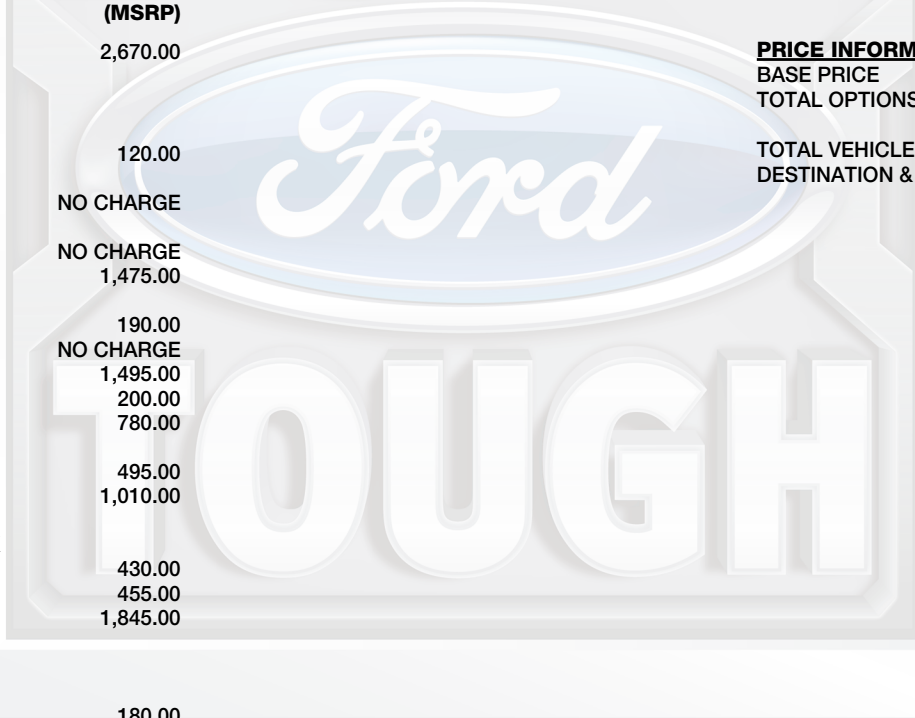 (MSRP)
2,670.00
120.00
NO CHARGE
NO CHARGE
1,475.00
190.00
NO CHARGE
1,495.00
200.00
780.00
495.00
1,010.00
430.00
455.00
1,845.00
180.00
PRICE INFORM
BASE PRICE
TOTAL OPTIONS
TOTAL VEHICLE
DESTINATION &
Ford
TOUGH